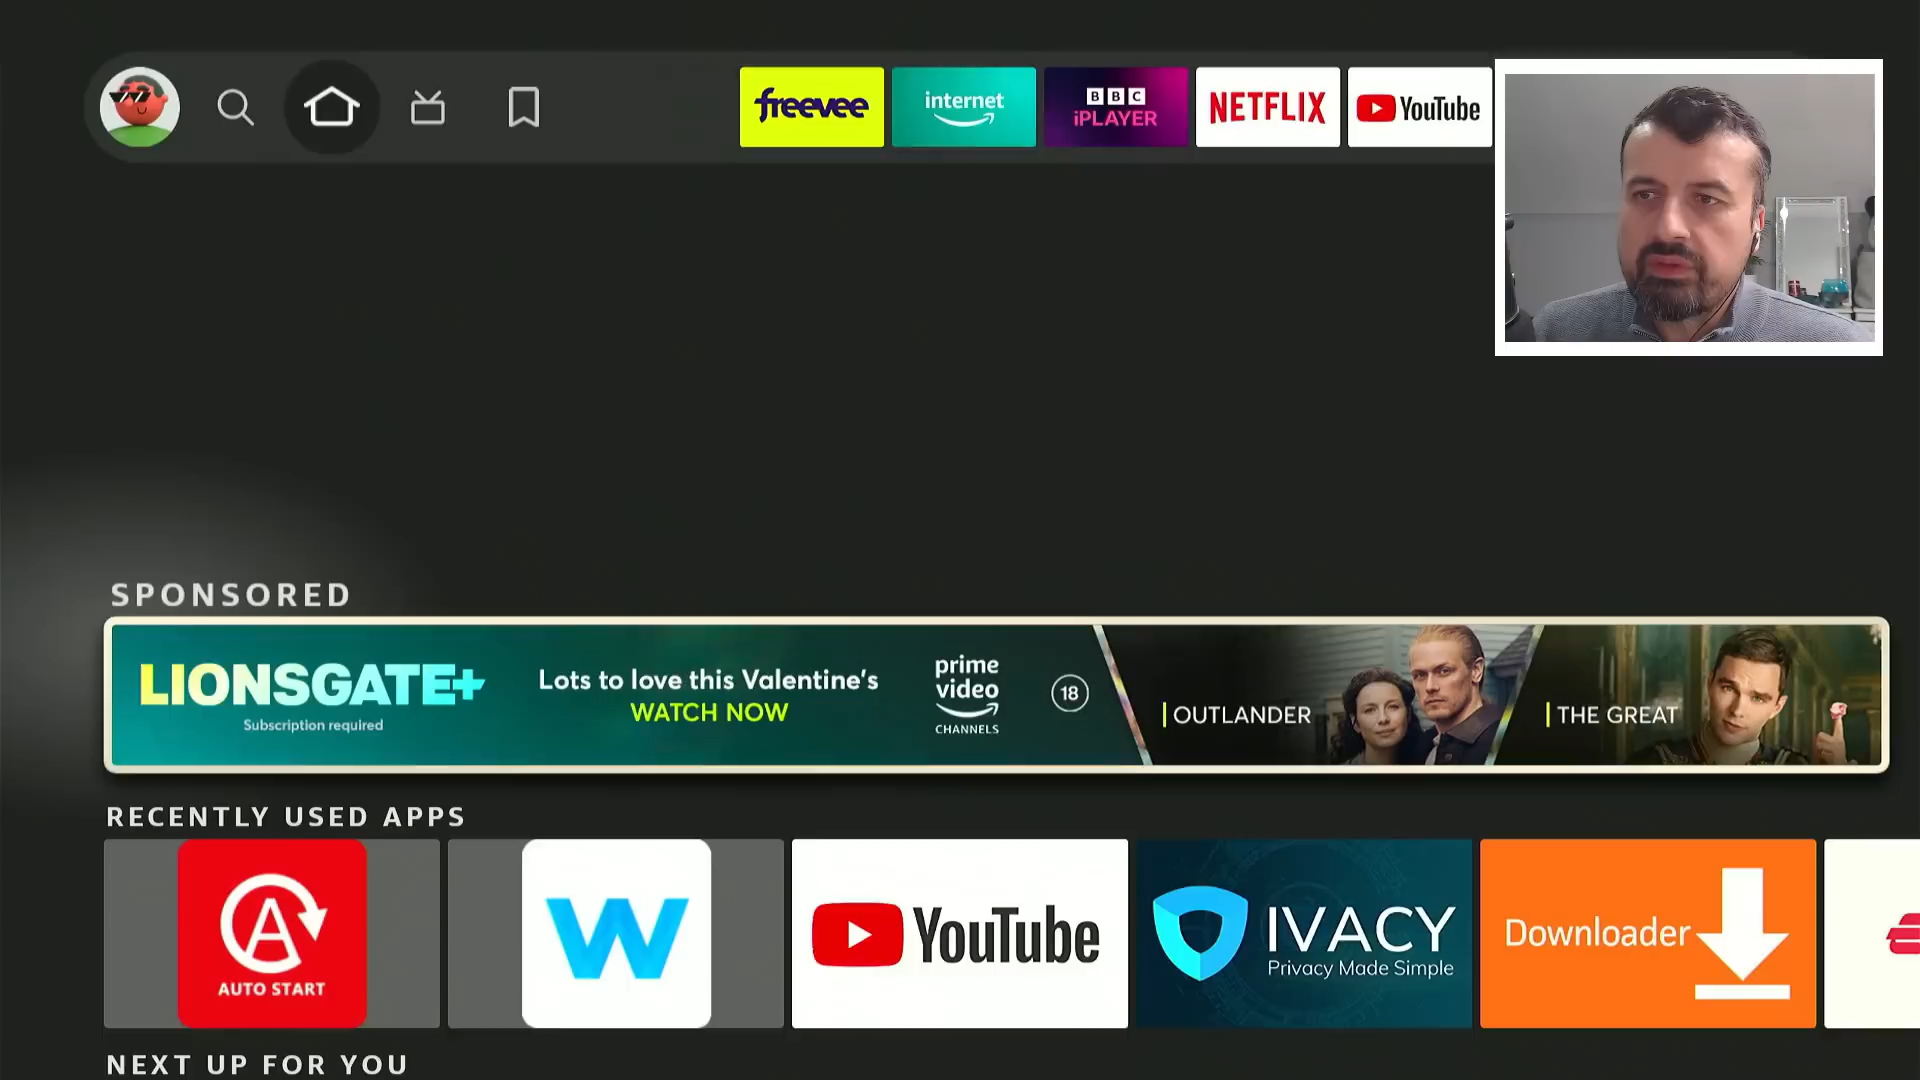 freevee
internet
BBC
iPLAYER
NETFLIX
YouTube
SPONSORED
LIONSGATE+
Subscription required
Lots to love this Valentine's
WATCH NOW
prime
video
CHANNELS
18
OUTLANDER
THE GREAT
RECENTLY USED APPS
A
AUTO START
W
YouTube
IVACY
Privacy Made Simple
Downloader
NEXT UP FOR YOU